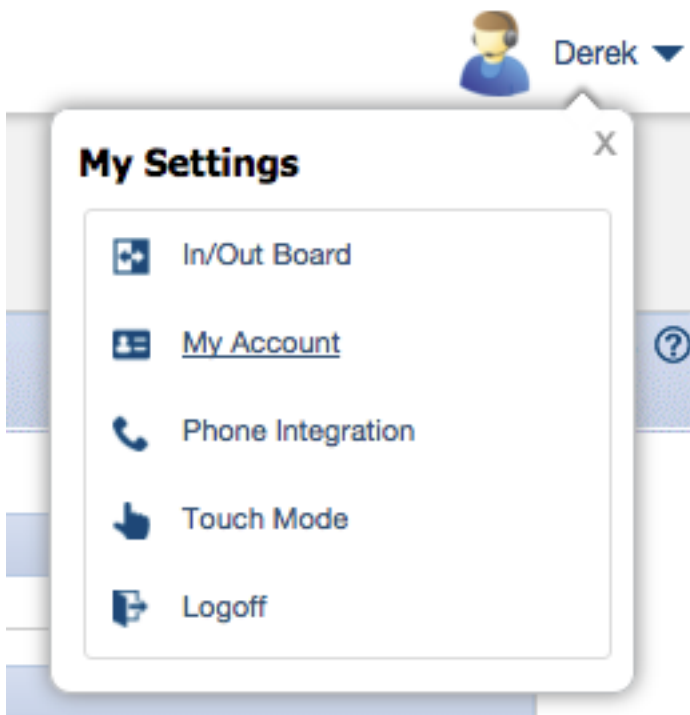 Derek
My Settings
X
In/Out Board
My Account
Phone Integration
Touch Mode
Logoff
?